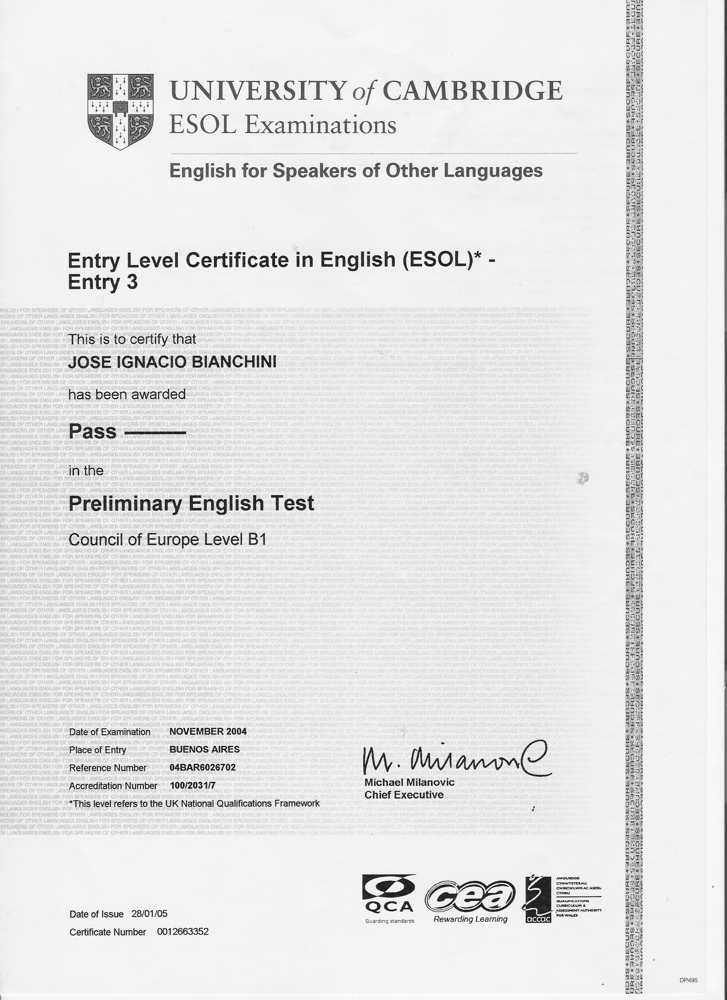 UNIVERSITY of CAMBRIDGE
ESOL Examinations
English for Speakers of Other Languages
Entry Level Certificate in English (ESOL)* -
Entry 3
This is to certify that
JOSE IGNACIO BIANCHINI
has been awarded
Pass
in the
Preliminary English Test
Council of Europe Level B1
Date of Examination NOVEMBER 2004
Place of Entry BUENOS AIRES
Reference Number 04BAR6026702
Accreditation Number 100/2031/7
*This level refers to the UK National Qualifications Framework
M. Milanovic
Michael Milanovic
Chief Executive
QCA
Guarding standards
cea
Rewarding Learning
accac
AWDURDOD
CYMWYSTERAU,
CWRICWLWM AC ASESU
CYMRU
QUALIFICATIONS
CURRICULUM &
ASSESSMENT AUTHORITY
FOR WALES
Date of Issue 28/01/05
Certificate Number 0012663352
DP495